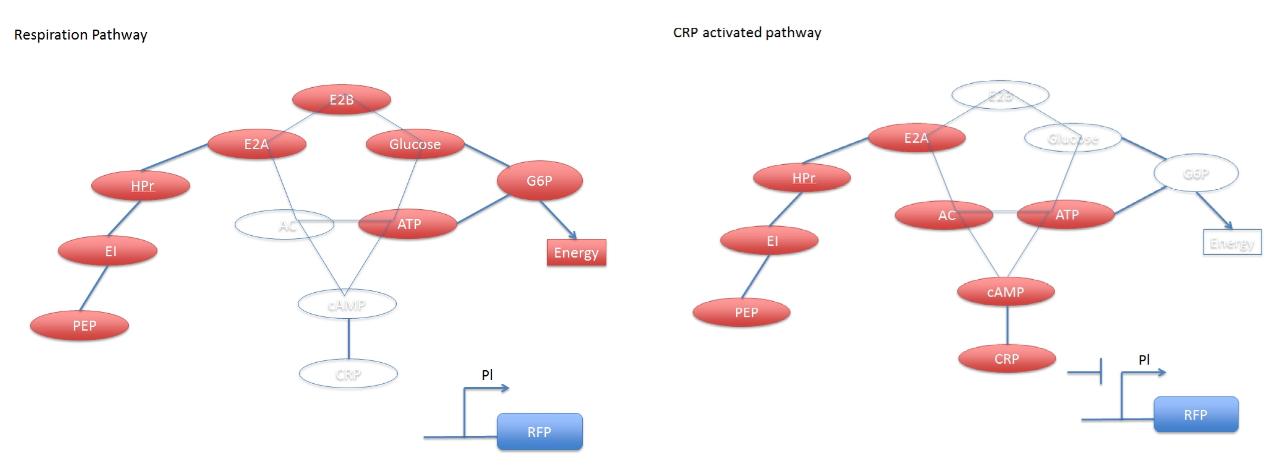 Respiration Pathway
E2B
E2A
Glucose
HPr
G6P
AC
ATP
EI
Energy
cAMP
PEP
CRP
Pl
RFP
CRP activated pathway
E2B
E2A
Glucose
HPr
G6P
AC
ATP
EI
Energy
cAMP
PEP
CRP
Pl
RFP